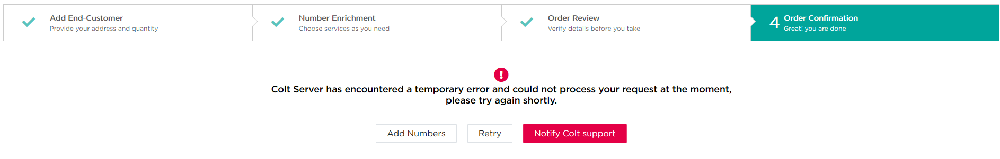 Add End-Customer
Provide your address and quantity
Number Enrichment
Choose services as you need
Order Review
Verify details before you take
4
Order Confirmation
Great! you are done
Colt Server has encountered a temporary error and could not process your request at the moment,
please try again shortly.
Add Numbers
Retry
Notify Colt support